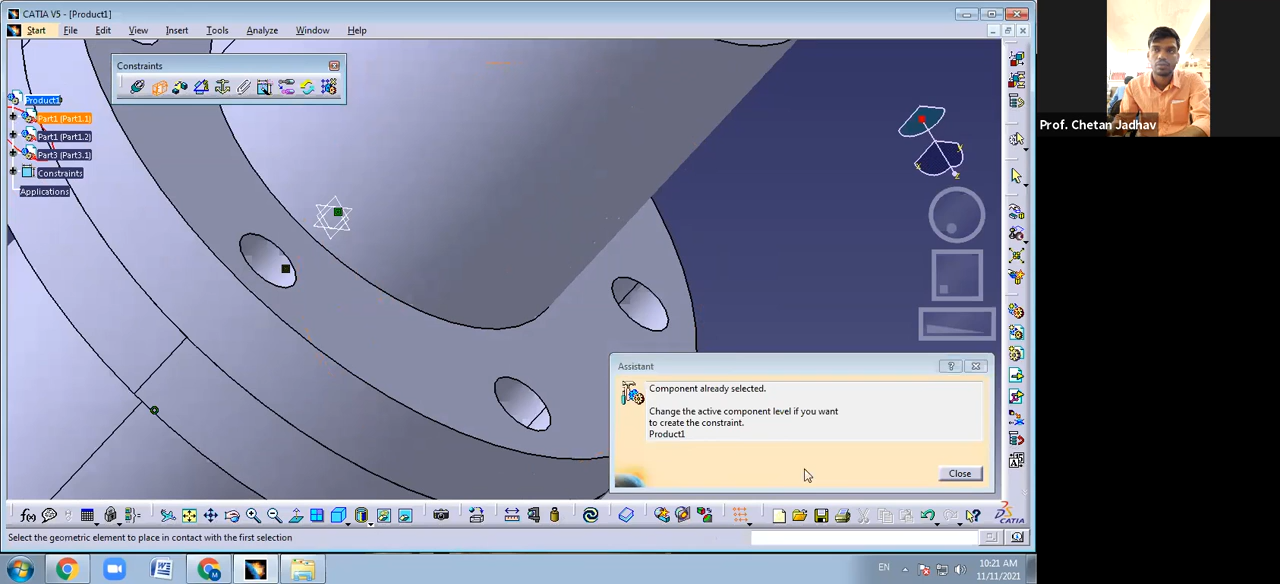 CATIA V5 - [Product1]
Start File Edit View Insert Tools Analyze Window Help
Constraints
Product1
Part1 (Part1.1)
Part1 (Part1.2)
Part3 (Part3.1)
Constraints
Applications
Prof. Chetan Jadhav
Assistant
Component already selected.
Change the active component level if you want
to create the constraint.
Product1
Close
f(x)
CATIA
Select the geometric element to place in contact with the first selection
EN
10:21 AM
11/11/2021